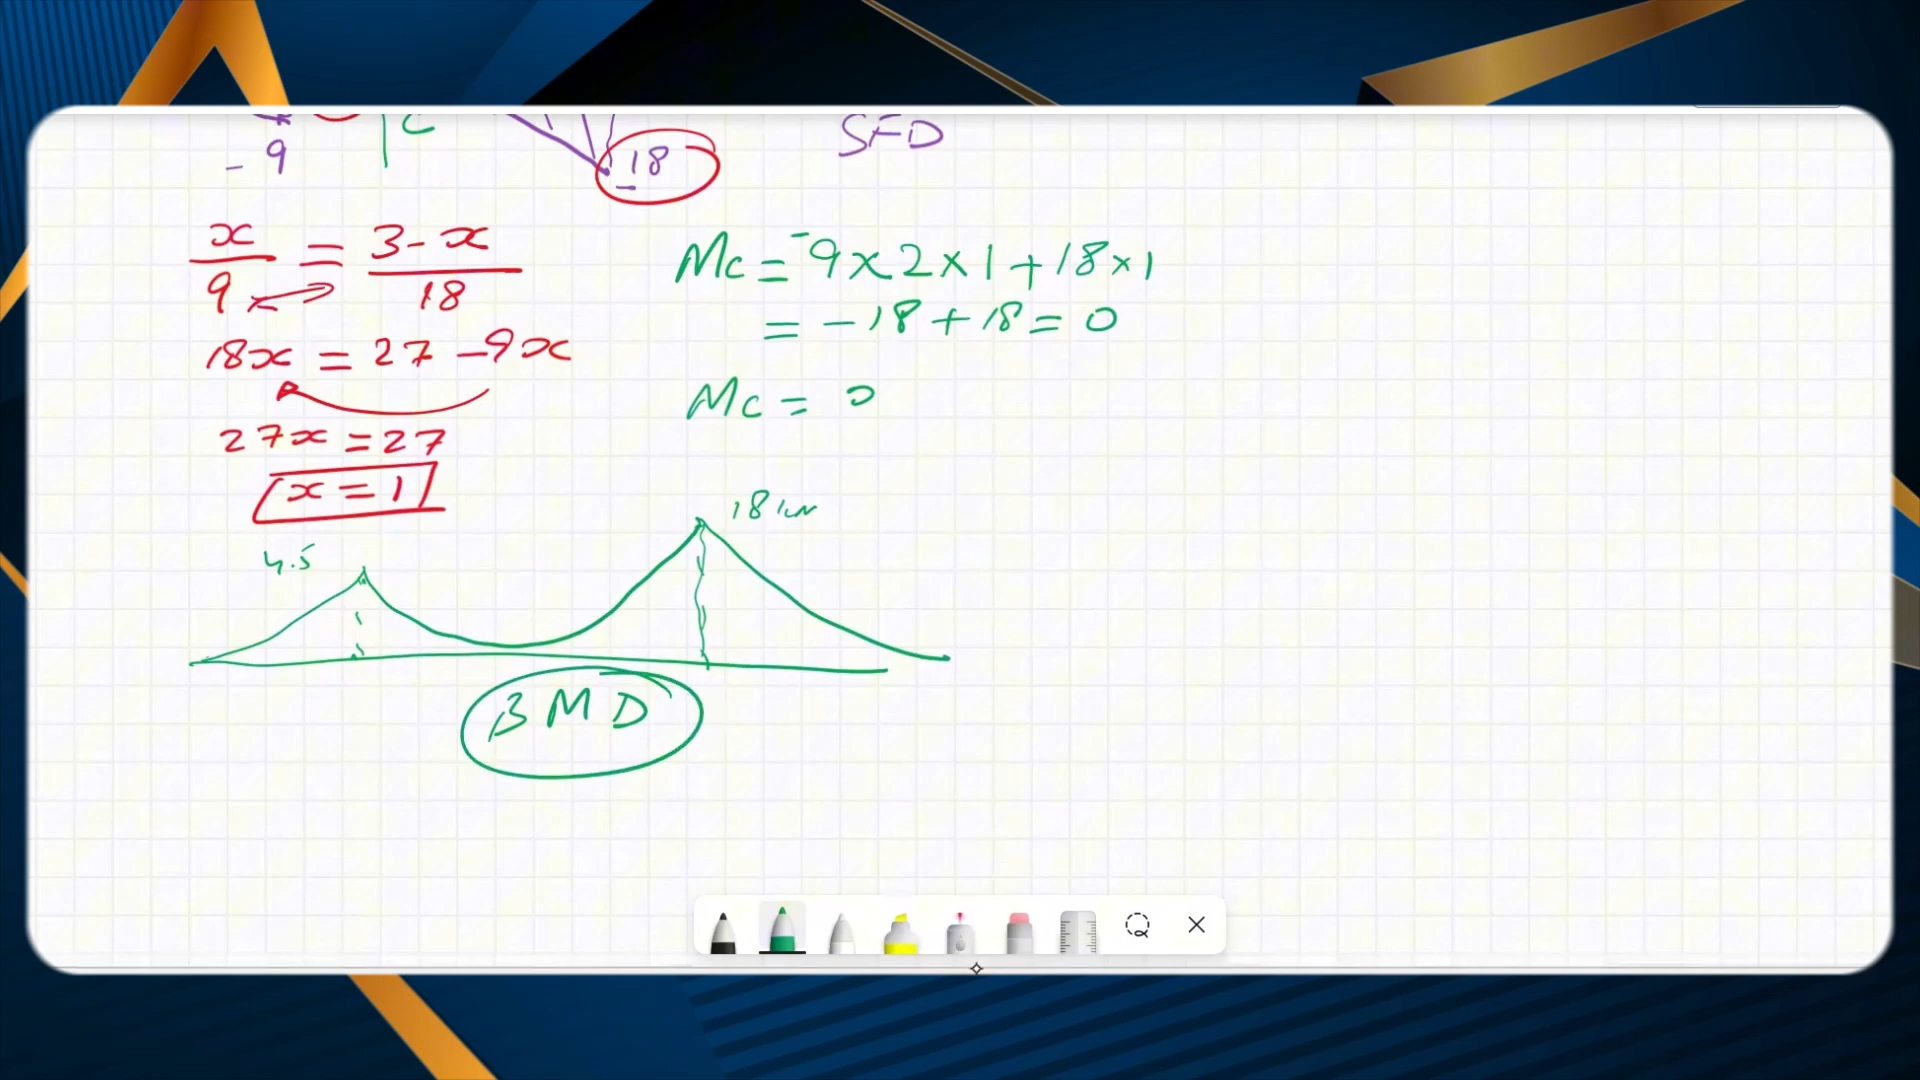 - 9
C
-18
SFD
x/9 = 3-x/18
18x = 27 -9x
27x = 27
x = 1
Mc = -9x2x1+18x1
= -18+18= 0
Mc = 0
4.5
18 kn
BMD